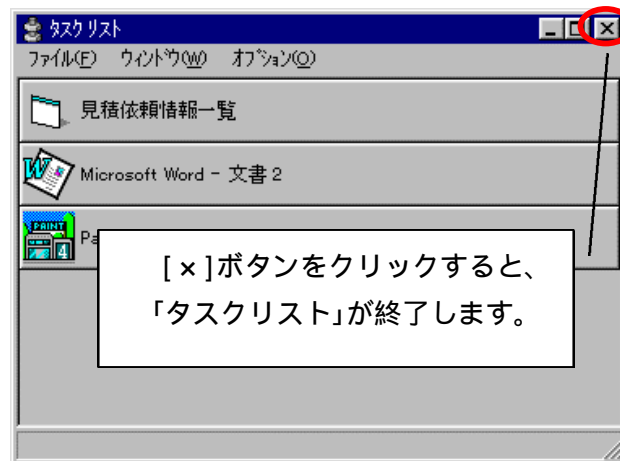 タスク リスト
ファイル(F) ウィンドウ(W) オプション(O)
見積依頼情報一覧
Microsoft Word - 文書 2
PAINT
4
Pa
[×]ボタンをクリックすると、
「タスクリスト」が終了します。